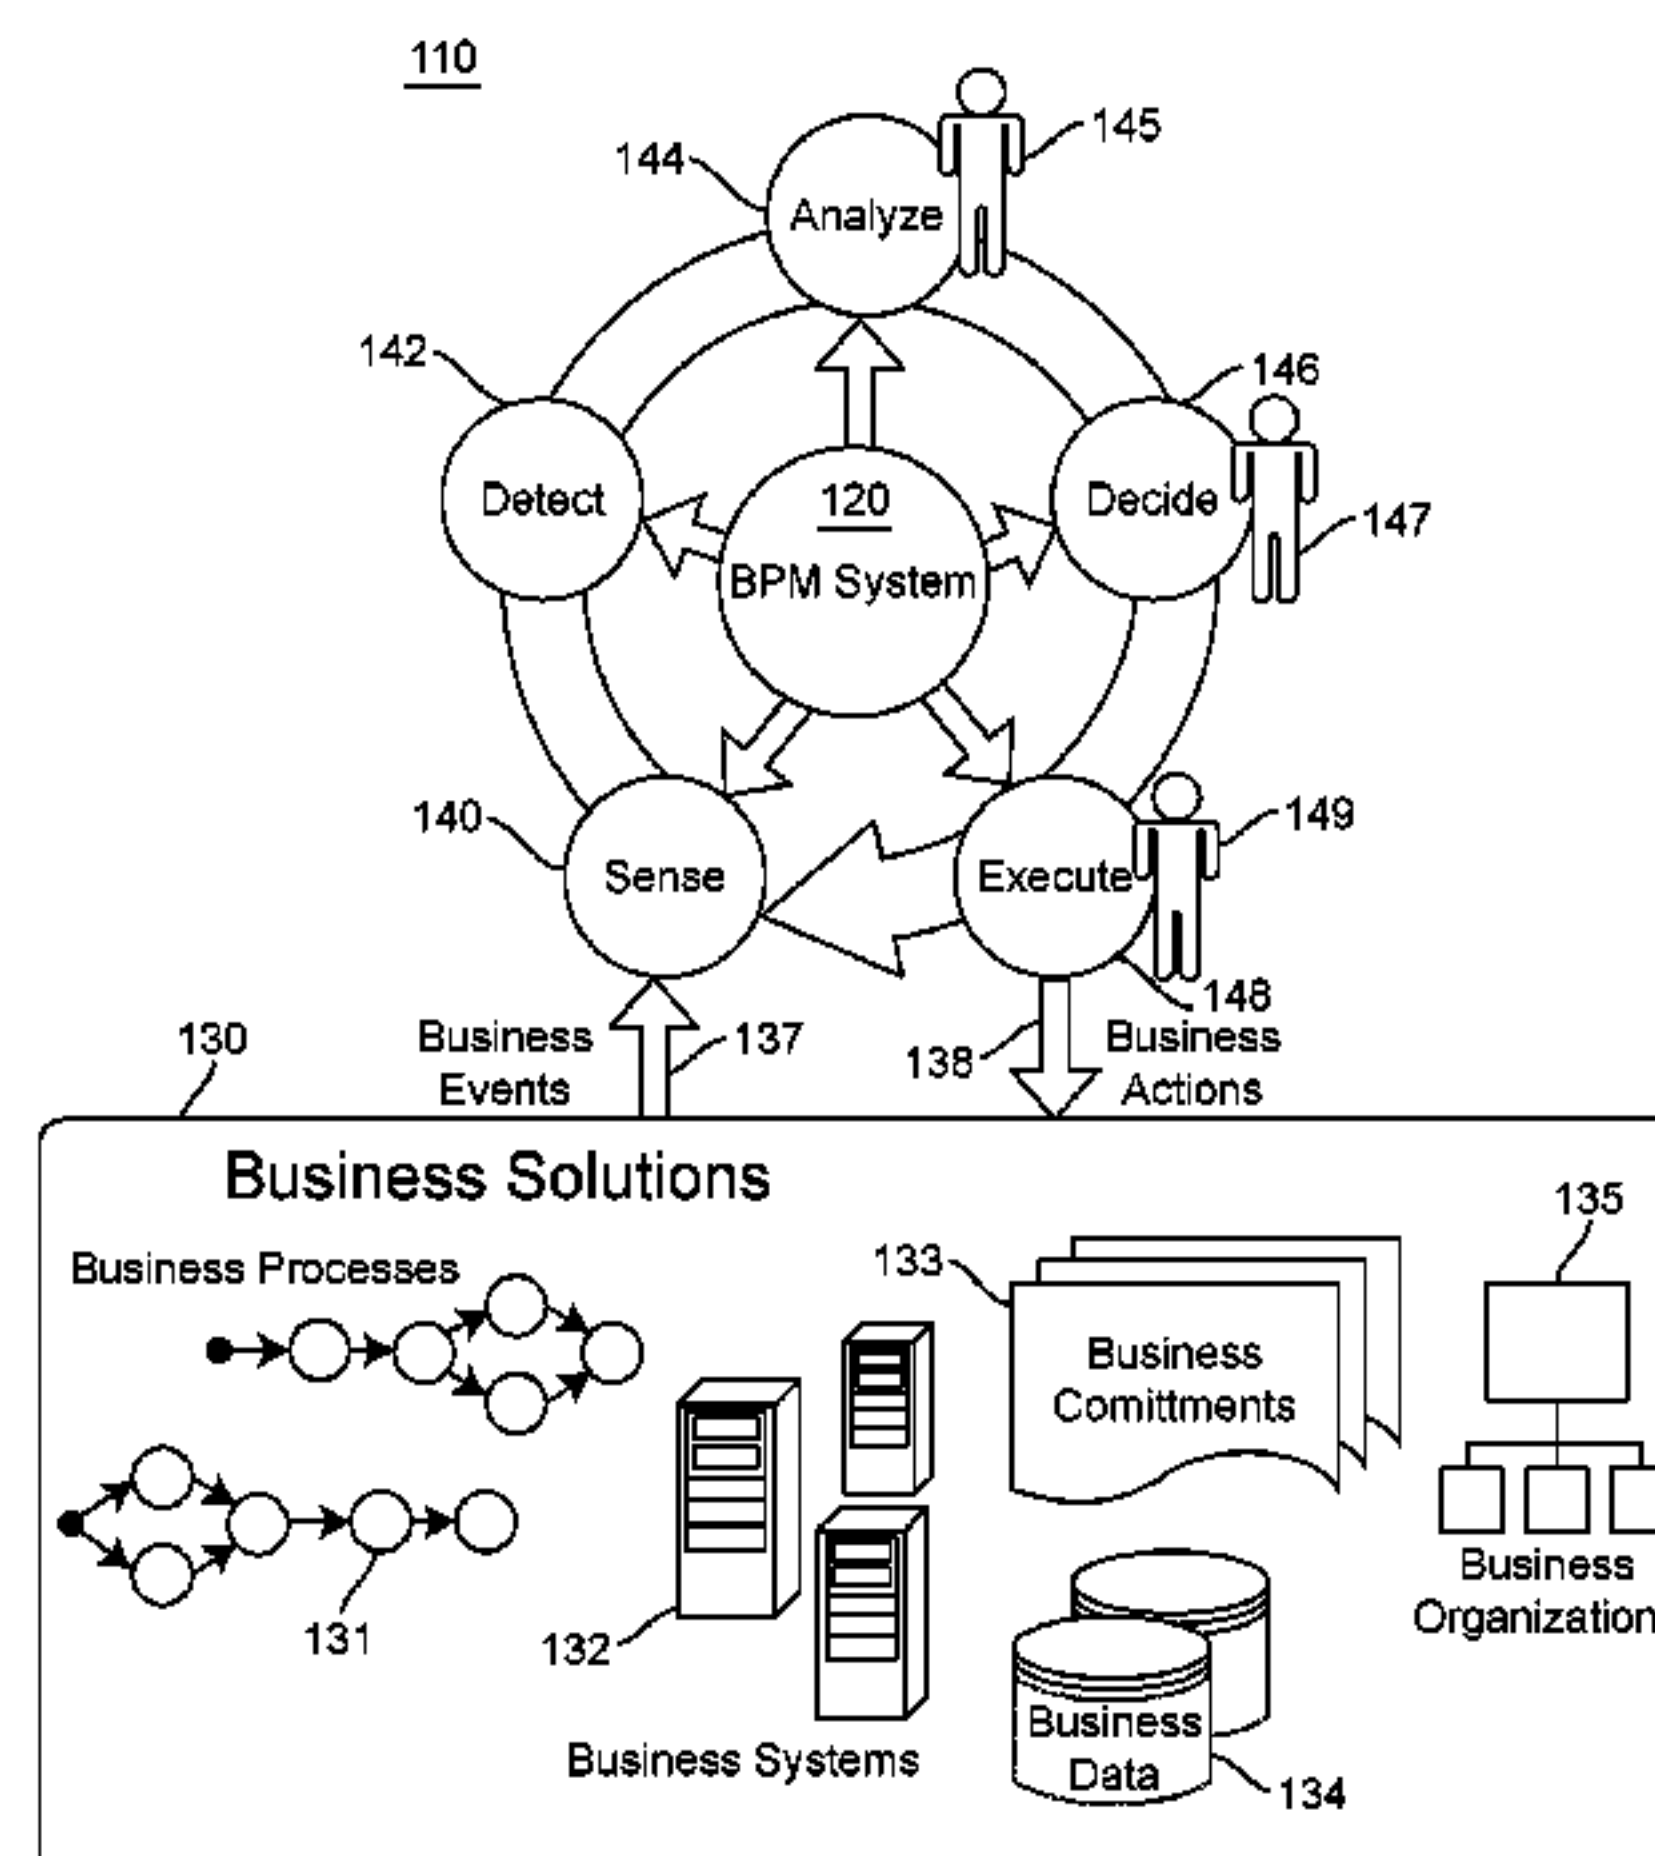 110
145
144
Analyze
142
146
Detect
120
Decide
147
BPM System
140
149
Sense
Execute
148
130
Business
Events
137
138
Business
Actions
Business Solutions
135
Business Processes
133
Business
Comittments
131
132
Business
Organization
Business
Data
Business Systems
134